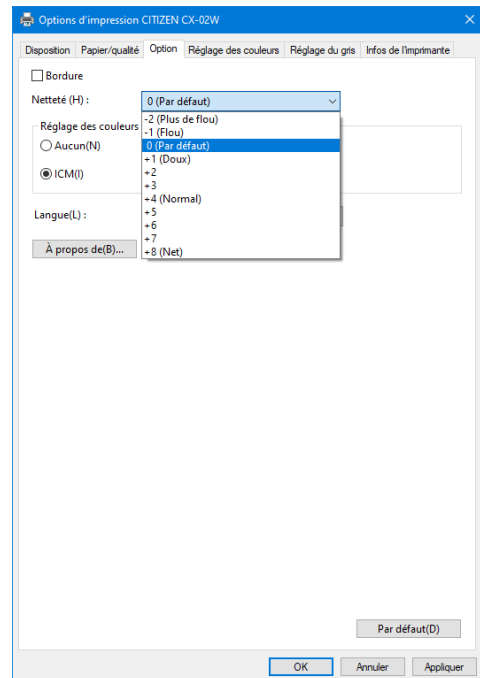 Options d'impression CITIZEN CX-02W
Disposition Papier/qualité Option Réglage des couleurs Réglage du gris Infos de l'imprimante
Bordure
Netteté (H) : 0 (Par défaut)
-2 (Plus de flou)
-1 (Flou)
0 (Par défaut)
+1 (Doux)
+2
+3
+4 (Normal)
+5
+6
+7
+8 (Net)
Réglage des couleurs
Aucun(N)
ICM(I)
Langue(L) :
À propos de(B)...
Par défaut(D)
OK Annuler Appliquer